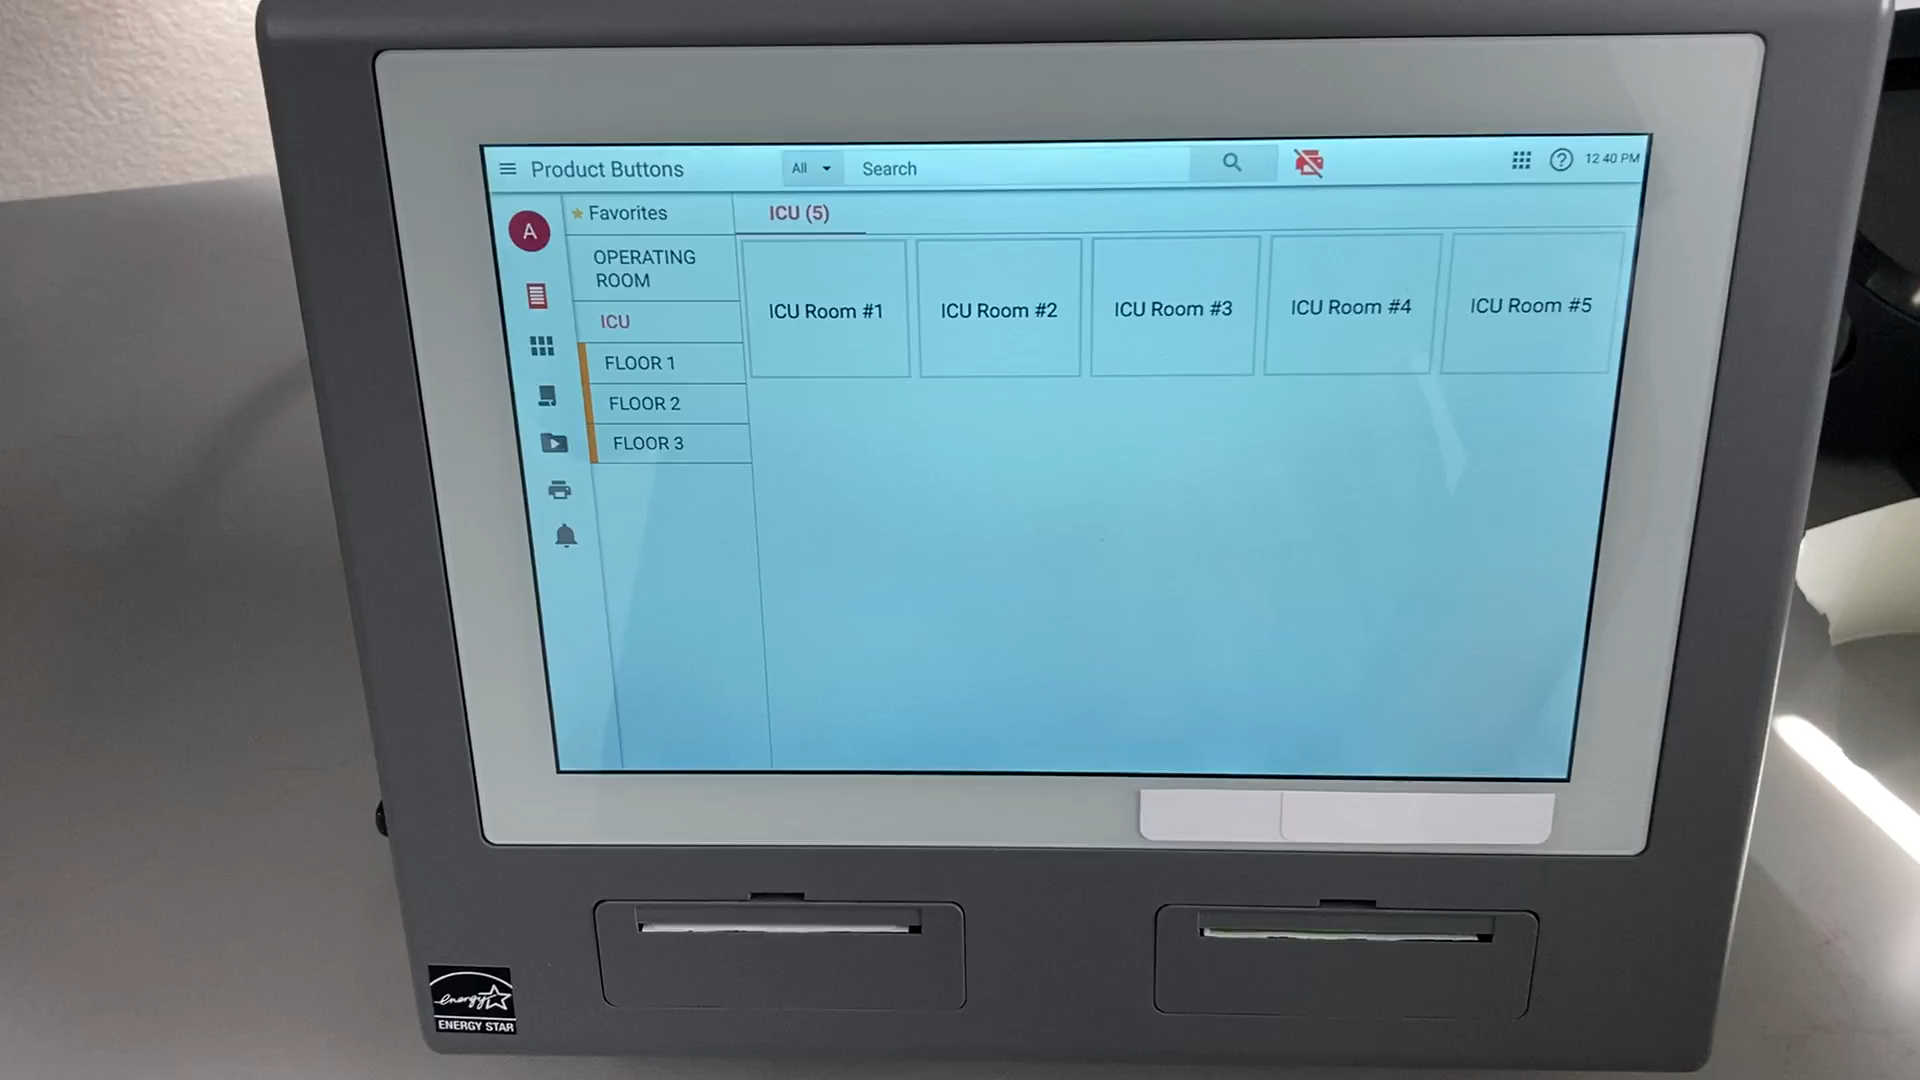 Product Buttons
All
Search
12 40 PM
A
Favorites
OPERATING
ROOM
ICU
FLOOR 1
FLOOR 2
FLOOR 3
ICU (5)
ICU Room #1
ICU Room #2
ICU Room #3
ICU Room #4
ICU Room #5
energy
ENERGY STAR